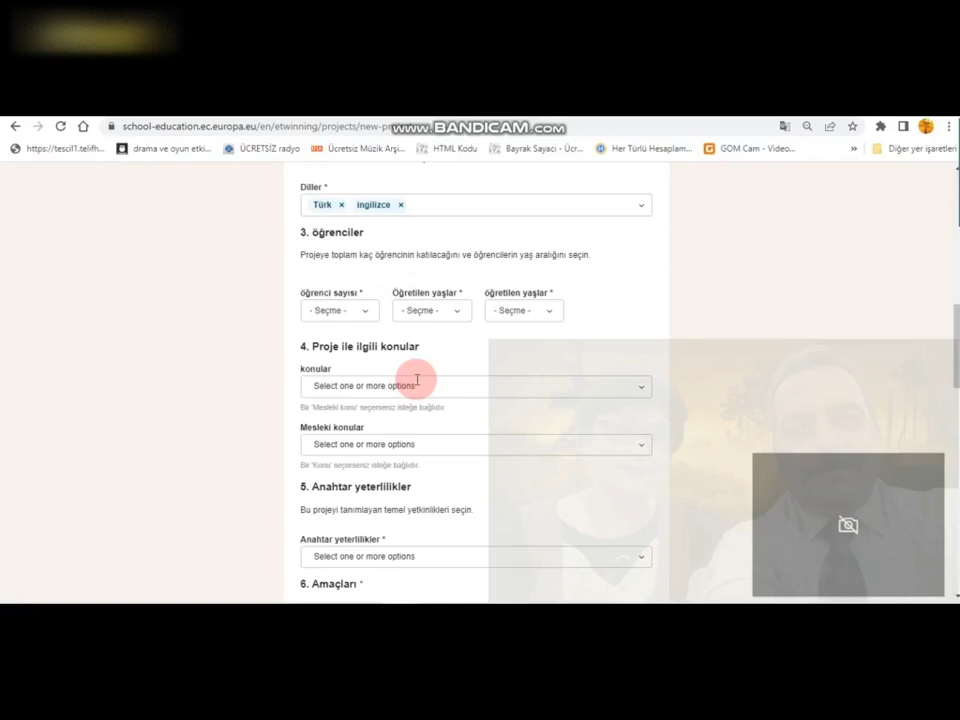 school-education.ec.europa.eu/en/etwinning/projects/new-pr
www.BANDICAM.com
https://tescil1.telifh... drama ve oyun etki... ÜCRETSİZ radyo Ücretsiz Müzik Arşi... HTML Kodu Bayrak Sayacı - Ücr... Her Türlü Hesaplam... GOM Cam - Video... » Diğer yer işaretleri
Diller *
Türk × ingilizce ×
3. öğrenciler
Projeye toplam kaç öğrencinin katılacağını ve öğrencilerin yaş aralığını seçin.
öğrenci sayısı * Öğretilen yaşlar * öğretilen yaşlar *
- Seçme - - Seçme - - Seçme -
4. Proje ile ilgili konular
konular
Select one or more options
Bir 'Mesleki konu' seçerseniz isteğe bağlıdır.
Mesleki konular
Select one or more options
Bir 'Konu' seçerseniz isteğe bağlıdır.
5. Anahtar yeterlilikler
Bu projeyi tanımlayan temel yetkinlikleri seçin.
Anahtar yeterlilikler *
Select one or more options
6. Amaçları *